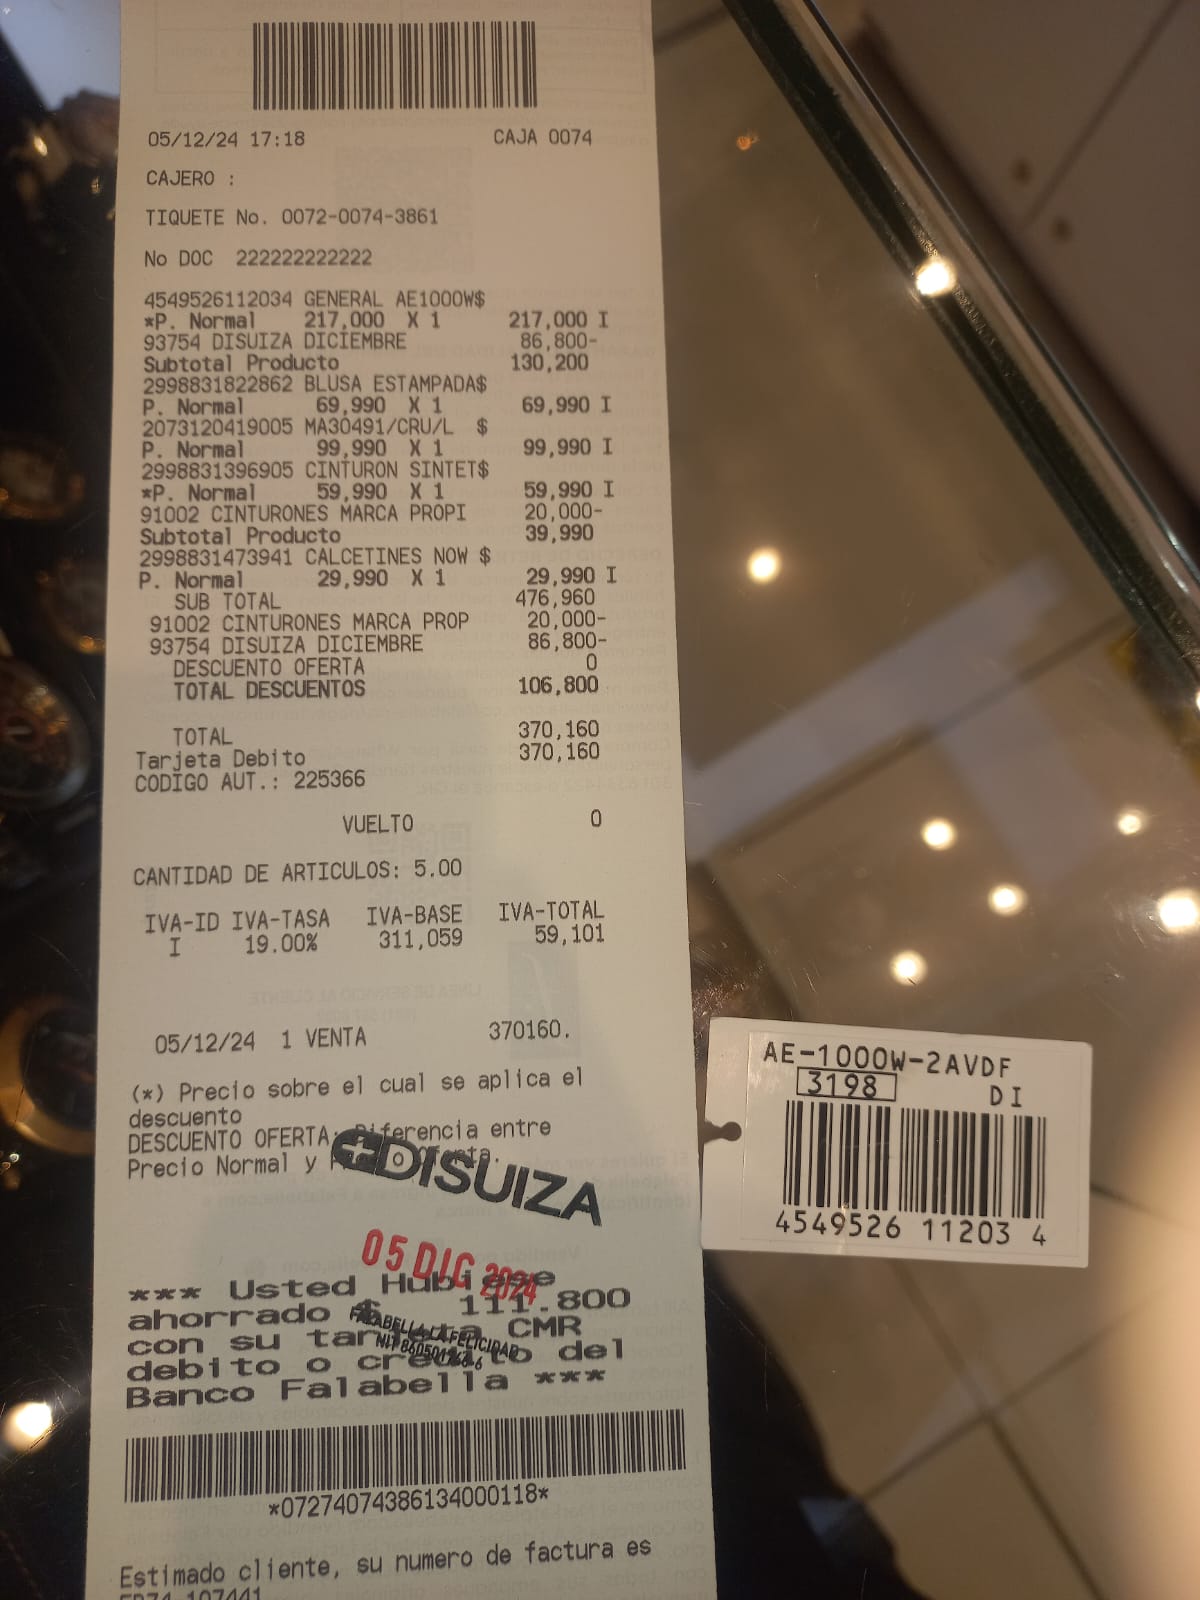 05/12/24 17:18 CAJA 0074
CAJERO :
TIQUETE No. 0072-0074-3861
No DOC 222222222222
4549526112034 GENERAL AE1000W$
*P. Normal 217,000 X 1 217,000 I
93754 DISUIZA DICIEMBRE 86,800-
Subtotal Producto 130,200
2998831822862 BLUSA ESTAMPADA$
P. Normal 69,990 X 1 69,990 I
2073120419005 MA30491/CRU/L $
P. Normal 99,990 X 1 99,990 I
2998831396905 CINTURON SINTET$
*P. Normal 59,990 X 1 59,990 I
91002 CINTURONES MARCA PROPI 20,000-
Subtotal Producto 39,990
2998831473941 CALCETINES NOW $
P. Normal 29,990 X 1 29,990 I
SUB TOTAL 476,960
91002 CINTURONES MARCA PROP 20,000-
93754 DISUIZA DICIEMBRE 86,800-
DESCUENTO OFERTA 0
TOTAL DESCUENTOS 106,800
TOTAL 370,160
Tarjeta Debito 370,160
CODIGO AUT.: 225366
VUELTO 0
CANTIDAD DE ARTICULOS: 5.00
IVA-ID IVA-TASA IVA-BASE IVA-TOTAL
I 19.00% 311,059 59,101
05/12/24 1 VENTA 370160.
(*) Precio sobre el cual se aplica el
descuento
DESCUENTO OFERTA: Diferencia entre
Precio Normal y Precio Oferta.
DISUIZA
05 DIC 2024
*** Usted Hubiese
ahorrado $ 111.800
con su tarjeta CMR
debito o credito del
Banco Falabella ***
FALABELLA LA FELICIDAD
*07274074386134000118*
Estimado cliente, su numero de factura es
AE-1000W-2AVDF
3198 DI
4549526 11203 4